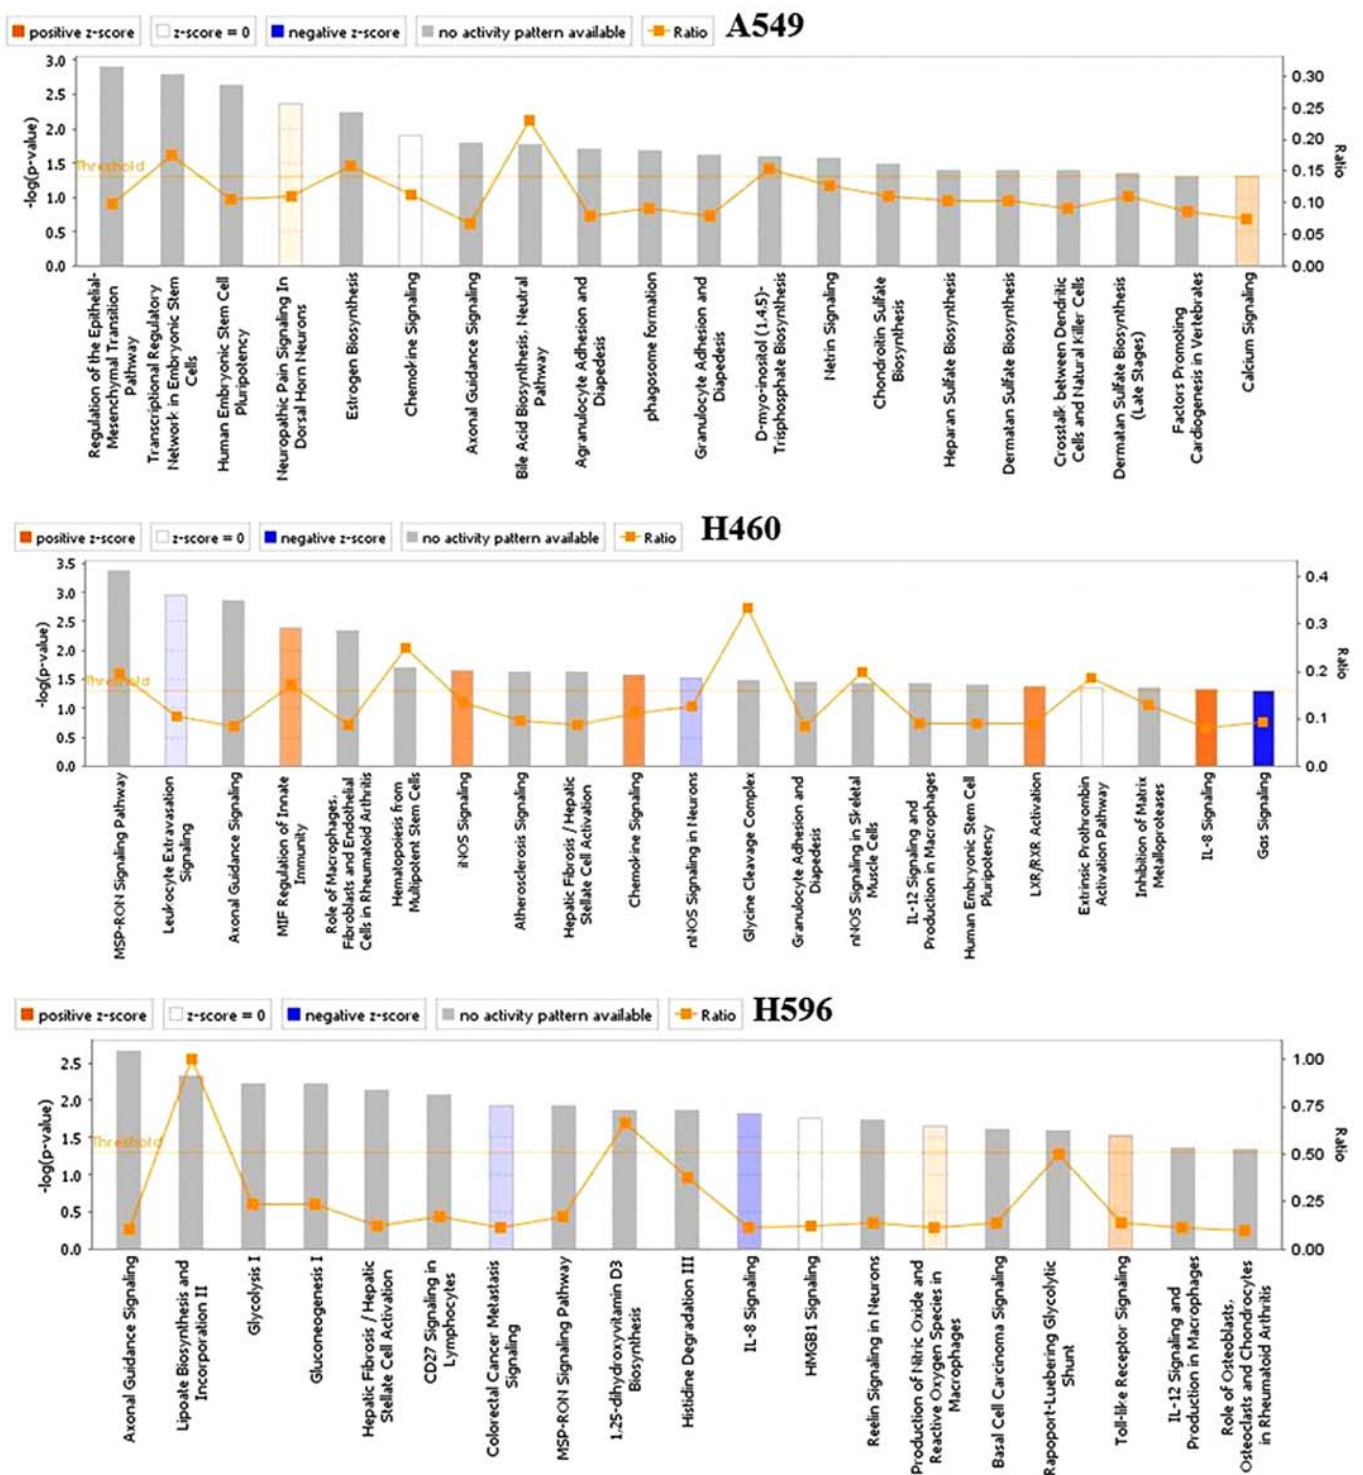 positive z-score z-score = 0 negative z-score no activity pattern available Ratio A549
3.0
2.5
2.0
1.5
1.0
0.5
0.0
-log(p-value)
Threshold
0.30
0.25
0.20
0.15
0.10
0.05
0.00
Ratio
Regulation of the Epithelial-
Mesenchymal Transition
Pathway
Transcriptional Regulatory
Network in Embryonic Stem
Cells
Human Embryonic Stem Cell
Pluripotency
Neuropathic Pain Signaling In
Dorsal Horn Neurons
Estrogen Biosynthesis
Chemokine Signaling
Axonal Guidance Signaling
Bile Acid Biosynthesis, Neutral
Pathway
Agranulocyte Adhesion and
Diapedesis
phagosome formation
Granulocyte Adhesion and
Diapedesis
D-myo-inositol (1,4,5)-
Trisphosphate Biosynthesis
Netrin Signaling
Chondroitin Sulfate
Biosynthesis
Heparan Sulfate Biosynthesis
Dermatan Sulfate Biosynthesis
Crosstalk between Dendritic
Cells and Natural Killer Cells
Dermatan Sulfate Biosynthesis
(Late Stages)
Factors Promoting
Cardiogenesis in Vertebrates
Calcium Signaling
positive z-score z-score = 0 negative z-score no activity pattern available Ratio H460
3.5
3.0
2.5
2.0
1.5
1.0
0.5
0.0
-log(p-value)
Threshold
0.4
0.3
0.2
0.1
0.0
Ratio
MSP-RON Signaling Pathway
Leukocyte Extravasation
Signaling
Axonal Guidance Signaling
MIF Regulation of Innate
Immunity
Role of Macrophages,
Fibroblasts and Endothelial
Cells in Rheumatoid Arthritis
Hematopoiesis from
Multipotent Stem Cells
iNOS Signaling
Atherosclerosis Signaling
Hepatic Fibrosis / Hepatic
Stellate Cell Activation
Chemokine Signaling
nNOS Signaling in Neurons
Glycine Cleavage Complex
Granulocyte Adhesion and
Diapedesis
nNOS Signaling in Skeletal
Muscle Cells
IL-12 Signaling and
Production in Macrophages
Human Embryonic Stem Cell
Pluripotency
LXR/RXR Activation
Extrinsic Prothrombin
Activation Pathway
Inhibition of Matrix
Metalloproteases
IL-8 Signaling
Gαs Signaling
positive z-score z-score = 0 negative z-score no activity pattern available Ratio H596
2.5
2.0
1.5
1.0
0.5
0.0
-log(p-value)
Threshold
1.00
0.75
0.50
0.25
0.00
Ratio
Axonal Guidance Signaling
Lipoate Biosynthesis and
Incorporation II
Glycolysis I
Gluconeogenesis I
Hepatic Fibrosis / Hepatic
Stellate Cell Activation
CD27 Signaling in
Lymphocytes
Colorectal Cancer Metastasis
Signaling
MSP-RON Signaling Pathway
1,25-dihydroxyvitamin D3
Biosynthesis
Histidine Degradation III
IL-8 Signaling
HMGB1 Signaling
Reelin Signaling in Neurons
Production of Nitric Oxide and
Reactive Oxygen Species in
Macrophages
Basal Cell Carcinoma Signaling
Rapoport-Luebering Glycolytic
Shunt
Toll-like Receptor Signaling
IL-12 Signaling and
Production in Macrophages
Role of Osteoblasts,
Osteoclasts and Chondrocytes
in Rheumatoid Arthritis